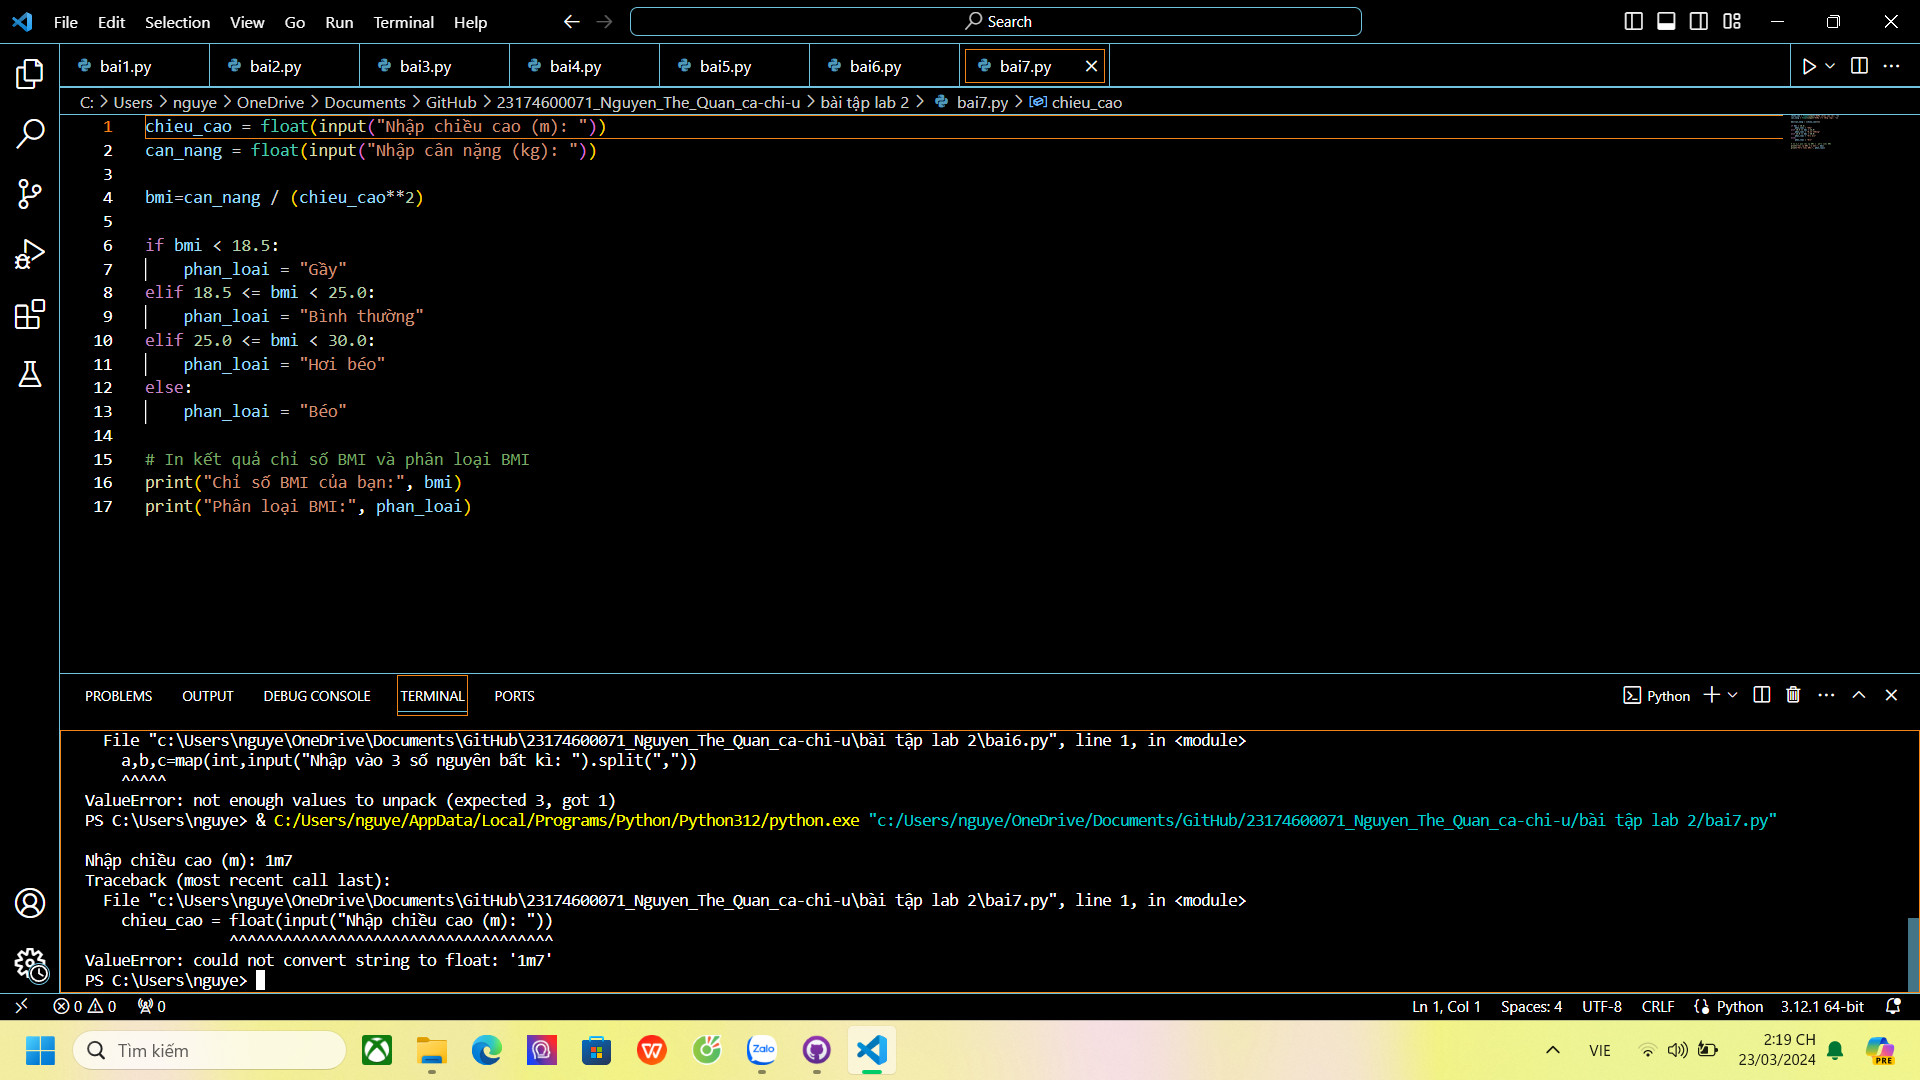 File Edit Selection View Go Run Terminal Help Search
bai1.py bai2.py bai3.py bai4.py bai5.py bai6.py bai7.py
C: > Users > nguye > OneDrive > Documents > GitHub > 23174600071_Nguyen_The_Quan_ca-chi-u > bài tập lab 2 > bai7.py > chieu_cao
1 chieu_cao = float(input("Nhập chiều cao (m): "))
2 can_nang = float(input("Nhập cân nặng (kg): "))
3
4 bmi=can_nang / (chieu_cao**2)
5
6 if bmi < 18.5:
7     phan_loai = "Gầy"
8 elif 18.5 <= bmi < 25.0:
9     phan_loai = "Bình thường"
10 elif 25.0 <= bmi < 30.0:
11     phan_loai = "Hơi béo"
12 else:
13     phan_loai = "Béo"
14
15 # In kết quả chỉ số BMI và phân loại BMI
16 print("Chỉ số BMI của bạn:", bmi)
17 print("Phân loại BMI:", phan_loai)
PROBLEMS OUTPUT DEBUG CONSOLE TERMINAL PORTS Python
File "c:\Users\nguye\OneDrive\Documents\GitHub\23174600071_Nguyen_The_Quan_ca-chi-u\bài tập lab 2\bai6.py", line 1, in <module>
a,b,c=map(int,input("Nhập vào 3 số nguyên bất kì: ").split(","))
^^^^^
ValueError: not enough values to unpack (expected 3, got 1)
PS C:\Users\nguye> & C:/Users/nguye/AppData/Local/Programs/Python/Python312/python.exe "c:/Users/nguye/OneDrive/Documents/GitHub/23174600071_Nguyen_The_Quan_ca-chi-u/bài tập lab 2/bai7.py"
Nhập chiều cao (m): 1m7
Traceback (most recent call last):
File "c:\Users\nguye\OneDrive\Documents\GitHub\23174600071_Nguyen_The_Quan_ca-chi-u\bài tập lab 2\bai7.py", line 1, in <module>
chieu_cao = float(input("Nhập chiều cao (m): "))
^^^^^^^^^^^^^^^^^^^^^^^^^^^^^^^^^^^^
ValueError: could not convert string to float: '1m7'
PS C:\Users\nguye>
0 0 0 Ln 1, Col 1 Spaces: 4 UTF-8 CRLF Python 3.12.1 64-bit
Tìm kiếm Zalo VIE 2:19 CH PRE
23/03/2024